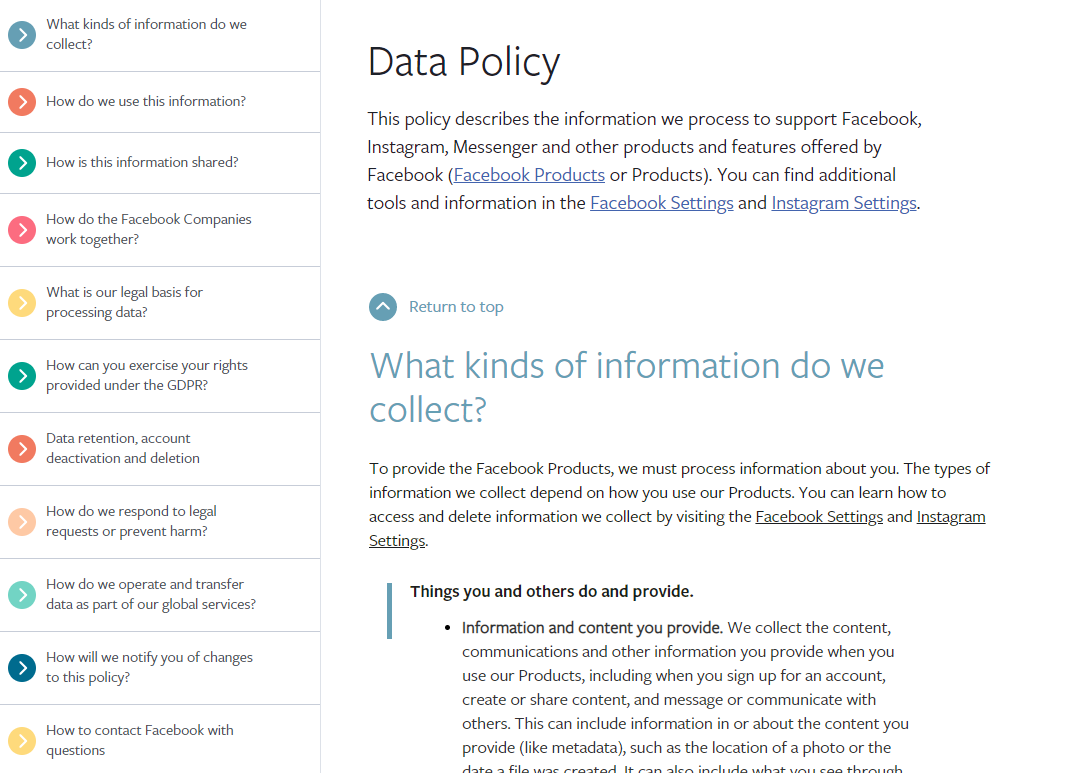 What kinds of information do we
collect?
How do we use this information?
How is this information shared?
How do the Facebook Companies
work together?
What is our legal basis for
processing data?
How can you exercise your rights
provided under the GDPR?
Data retention, account
deactivation and deletion
How do we respond to legal
requests or prevent harm?
How do we operate and transfer
data as part of our global services?
How will we notify you of changes
to this policy?
How to contact Facebook with
questions
Data Policy
This policy describes the information we process to support Facebook,
Instagram, Messenger and other products and features offered by
Facebook (Facebook Products or Products). You can find additional
tools and information in the Facebook Settings and Instagram Settings.
Return to top
What kinds of information do we
collect?
To provide the Facebook Products, we must process information about you. The types of
information we collect depend on how you use our Products. You can learn how to
access and delete information we collect by visiting the Facebook Settings and Instagram
Settings.
Things you and others do and provide.
• Information and content you provide. We collect the content,
communications and other information you provide when you
use our Products, including when you sign up for an account,
create or share content, and message or communicate with
others. This can include information in or about the content you
provide (like metadata), such as the location of a photo or the
date a file was created. It can also include what you see through